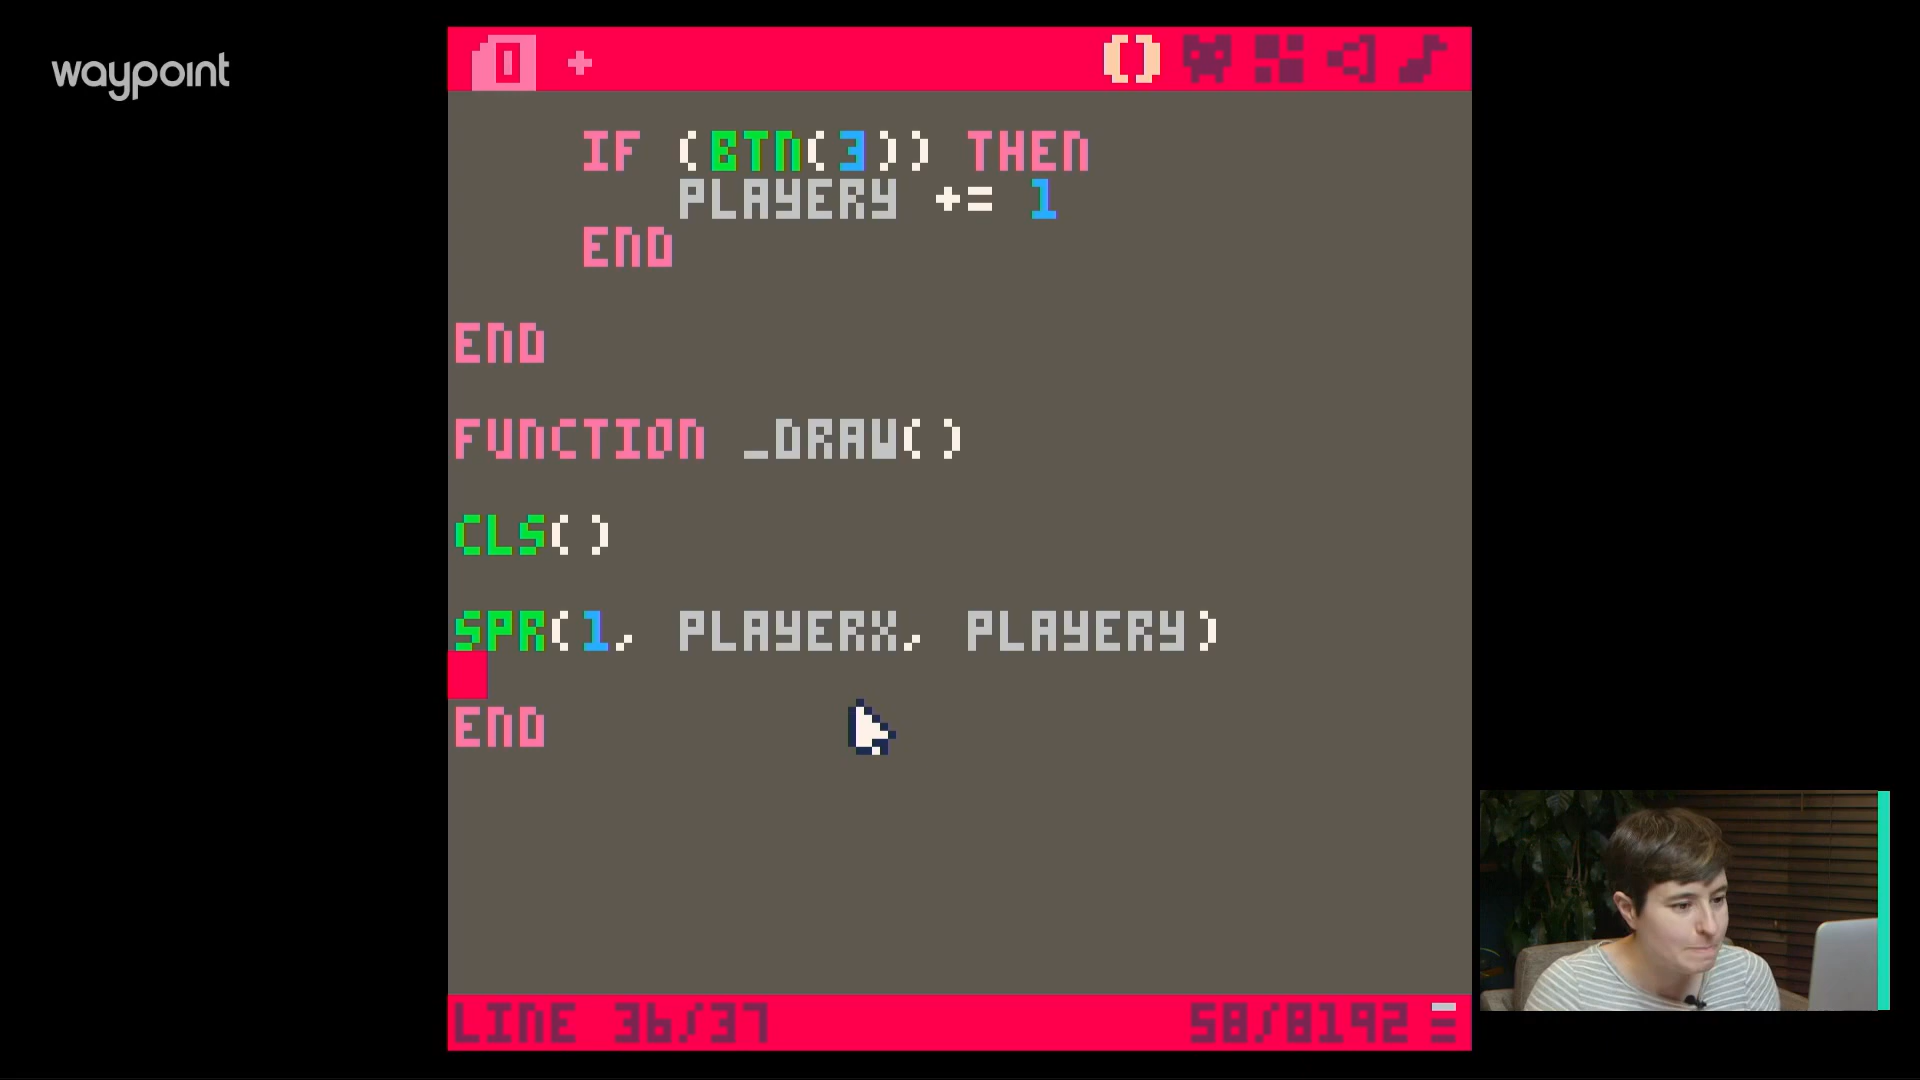 waypoint
0 +
IF (BTN(3)) THEN
PLAYERY += 1
END
END
FUNCTION _DRAW()
CLS()
SPR(1, PLAYERX, PLAYERY)
END
LINE 36/37
58/8192